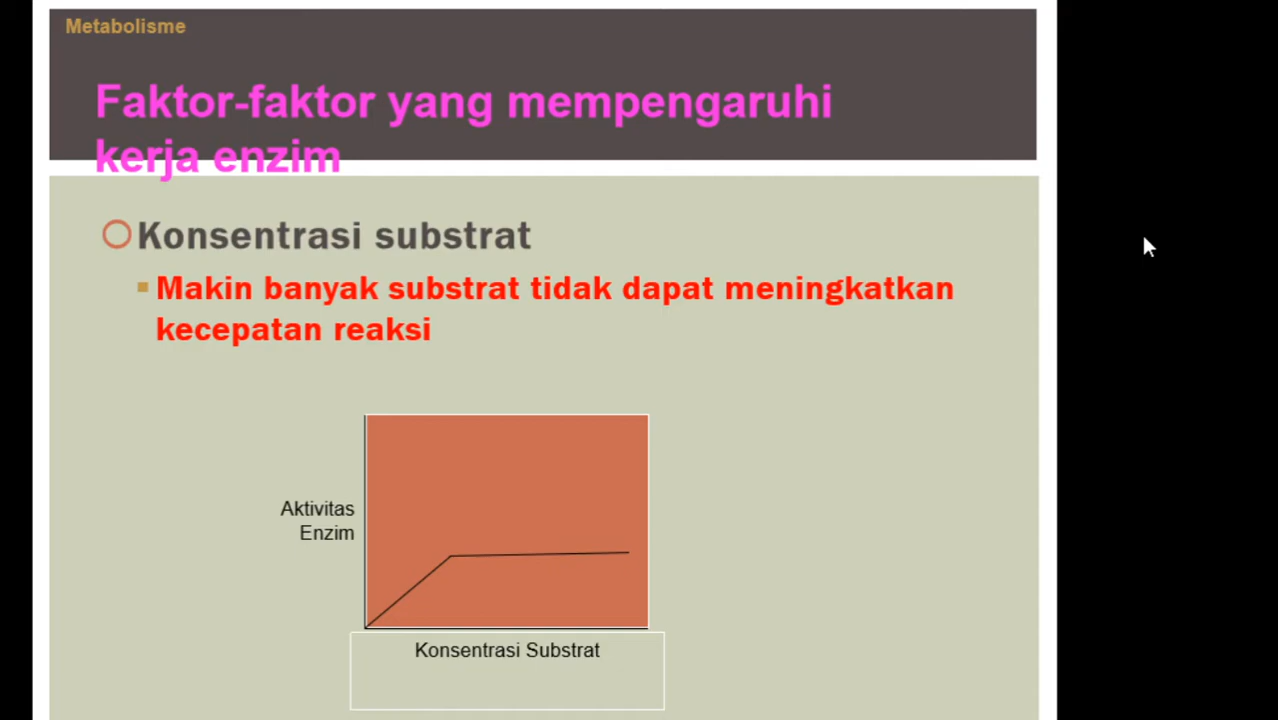 Metabolisme
Faktor-faktor yang mempengaruhi
kerja enzim
Konsentrasi substrat
Makin banyak substrat tidak dapat meningkatkan
kecepatan reaksi
Aktivitas
Enzim
Konsentrasi Substrat